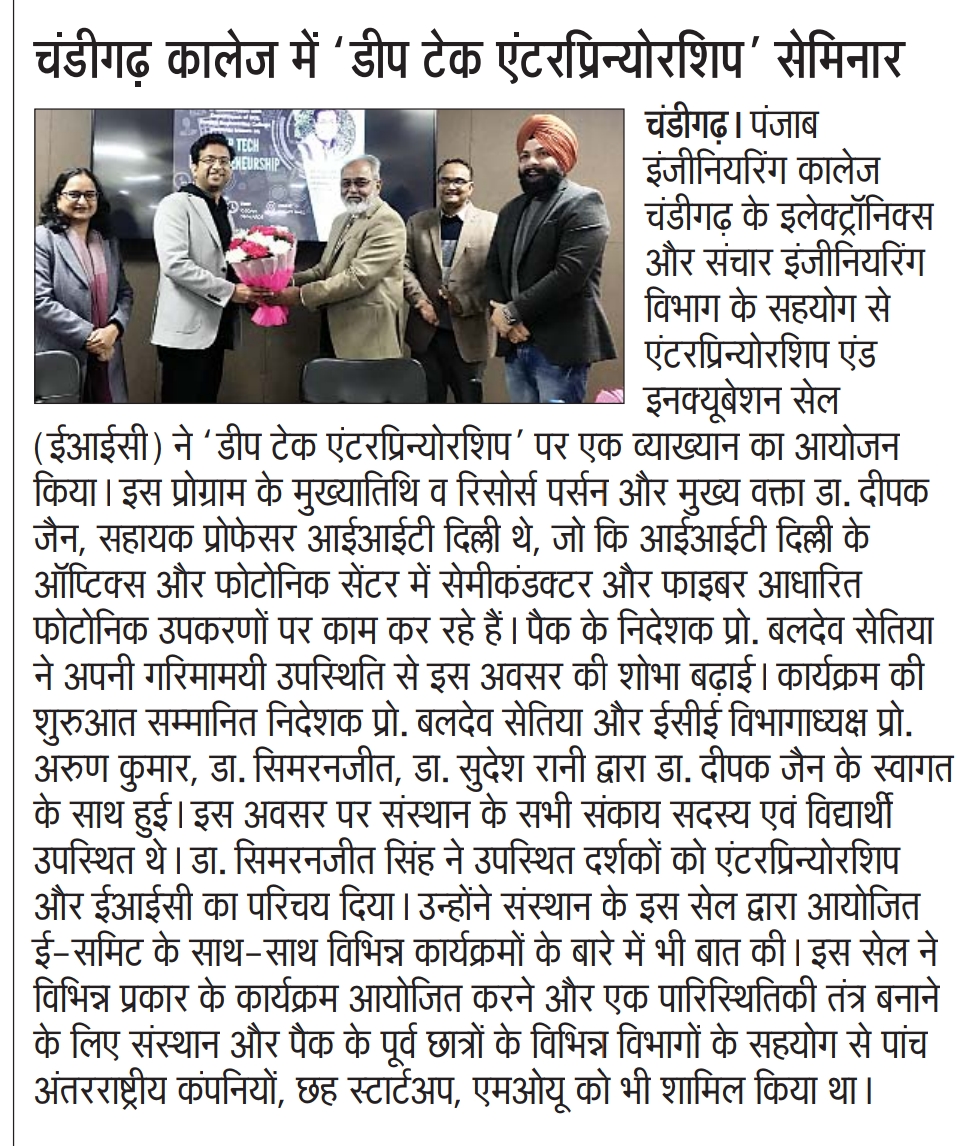 चंडीगढ़ कालेज में ‘डीप टेक एंटरप्रिन्योरशिप’ सेमिनार
P TECH
NEURSHIP
चंडीगढ़। पंजाब
इंजीनियरिंग कालेज
चंडीगढ़ के इलेक्ट्रॉनिक्स
और संचार इंजीनियरिंग
विभाग के सहयोग से
एंटरप्रिन्योरशिप एंड
इनक्यूबेशन सेल
(ईआईसी) ने ‘डीप टेक एंटरप्रिन्योरशिप’ पर एक व्याख्यान का आयोजन
किया। इस प्रोग्राम के मुख्यातिथि व रिसोर्स पर्सन और मुख्य वक्ता डा. दीपक
जैन, सहायक प्रोफेसर आईआईटी दिल्ली थे, जो कि आईआईटी दिल्ली के
ऑप्टिक्स और फोटोनिक सेंटर में सेमीकंडक्टर और फाइबर आधारित
फोटोनिक उपकरणों पर काम कर रहे हैं। पैक के निदेशक प्रो. बलदेव सेतिया
ने अपनी गरिमामयी उपस्थिति से इस अवसर की शोभा बढ़ाई। कार्यक्रम की
शुरुआत सम्मानित निदेशक प्रो. बलदेव सेतिया और ईसीई विभागाध्यक्ष प्रो.
अरुण कुमार, डा. सिमरनजीत, डा. सुदेश रानी द्वारा डा. दीपक जैन के स्वागत
के साथ हुई। इस अवसर पर संस्थान के सभी संकाय सदस्य एवं विद्यार्थी
उपस्थित थे। डा. सिमरनजीत सिंह ने उपस्थित दर्शकों को एंटरप्रिन्योरशिप
और ईआईसी का परिचय दिया। उन्होंने संस्थान के इस सेल द्वारा आयोजित
ई-समिट के साथ-साथ विभिन्न कार्यक्रमों के बारे में भी बात की। इस सेल ने
विभिन्न प्रकार के कार्यक्रम आयोजित करने और एक पारिस्थितिकी तंत्र बनाने
के लिए संस्थान और पैक के पूर्व छात्रों के विभिन्न विभागों के सहयोग से पांच
अंतरराष्ट्रीय कंपनियों, छह स्टार्टअप, एमओयू को भी शामिल किया था।